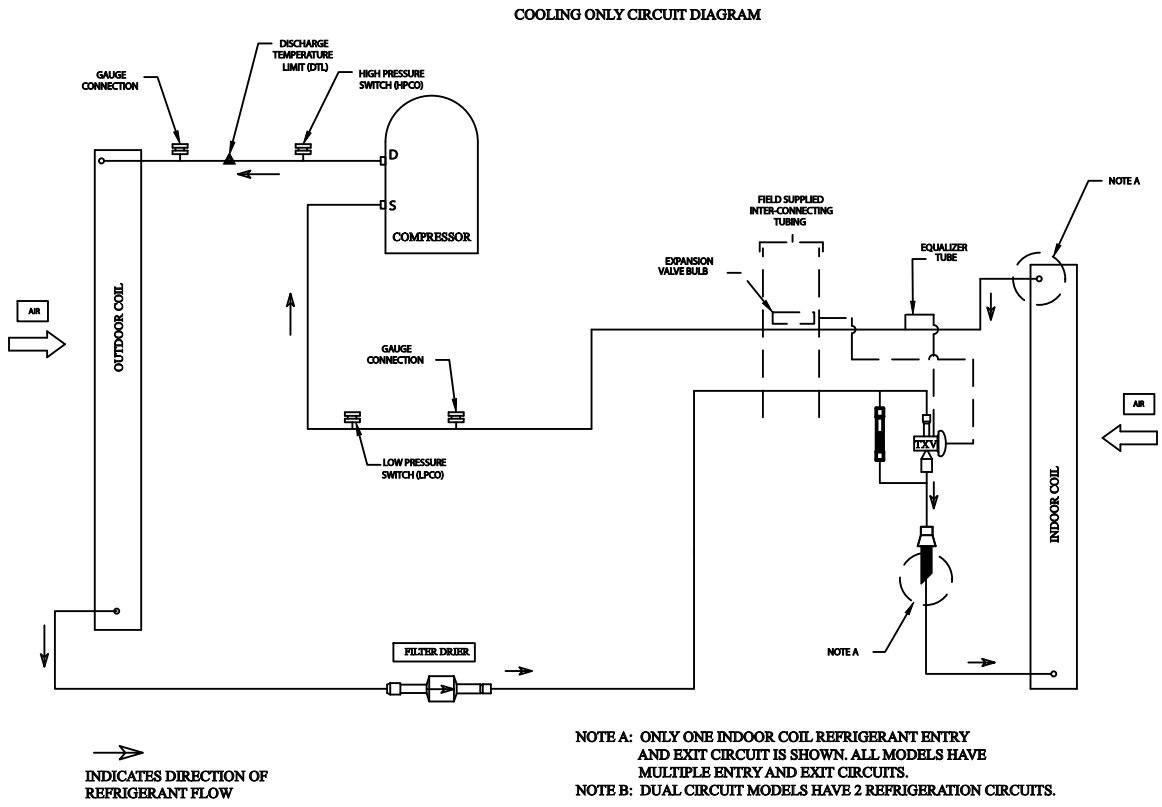 COOLING ONLY CIRCUIT DIAGRAM
DISCHARGE
TEMPERATURE
LIMIT (DTL)
GAUGE
CONNECTION
HIGH PRESSURE
SWITCH (HPCO)
D
S
COMPRESSOR
NOTE A
FIELD SUPPLIED
INTER-CONNECTING
TUBING
EQUALIZER
TUBE
EXPANSION
VALVE BULB
AIR
OUTDOOR COIL
GAUGE
CONNECTION
AIR
TXV
LOW PRESSURE
SWITCH (LPCO)
INDOOR COIL
FILTER DRIER
NOTE A
INDICATES DIRECTION OF
REFRIGERANT FLOW
NOTE A: ONLY ONE INDOOR COIL REFRIGERANT ENTRY
AND EXIT CIRCUIT IS SHOWN. ALL MODELS HAVE
MULTIPLE ENTRY AND EXIT CIRCUITS.
NOTE B: DUAL CIRCUIT MODELS HAVE 2 REFRIGERATION CIRCUITS.